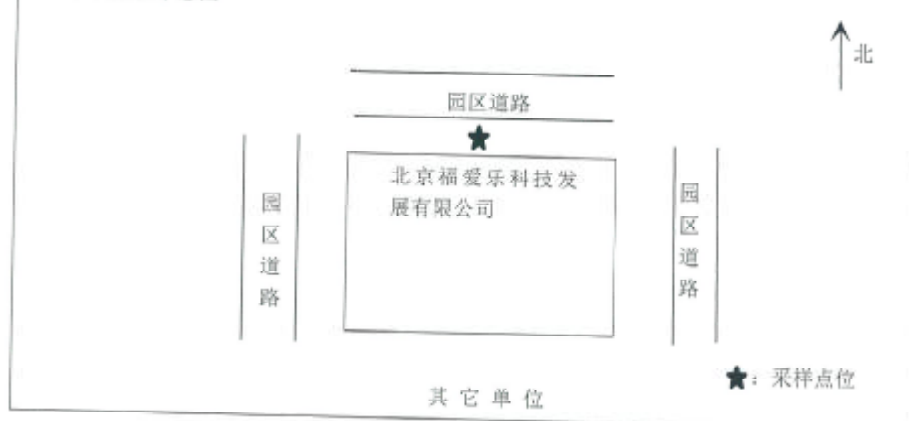 北
园区道路
北京福爱乐科技发
展有限公司
园区道路
园区道路
★：采样点位
其它单位